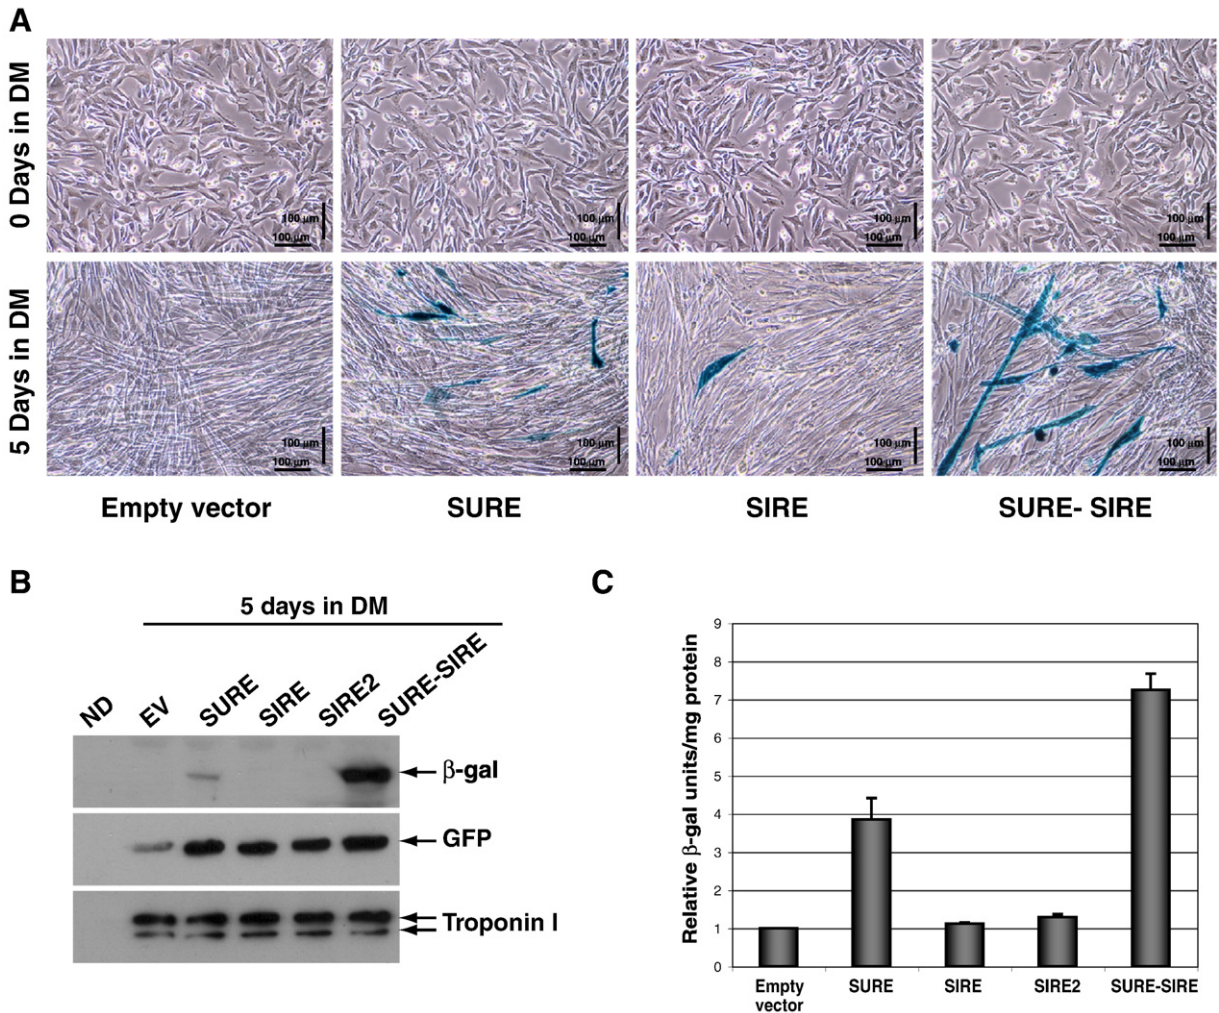 A
0 Days in DM
100 µm
100 µm
100 µm
100 µm
100 µm
100 µm
100 µm
100 µm
5 Days in DM
100 µm
100 µm
100 µm
100 µm
100 µm
100 µm
100 µm
100 µm
Empty vector
SURE
SIRE
SURE- SIRE
B
5 days in DM
ND
EV
SURE
SIRE
SIRE2
SURE-SIRE
β-gal
GFP
Troponin I
C
Relative β-gal units/mg protein
9
8
7
6
5
4
3
2
1
0
Empty
vector
SURE
SIRE
SIRE2
SURE-SIRE